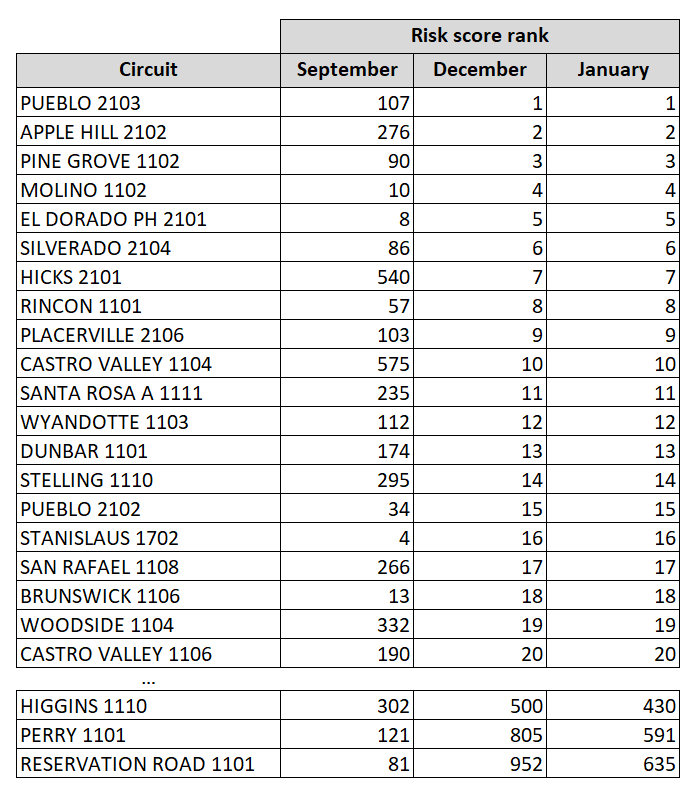 Risk score rank
Circuit September December January
PUEBLO 2103 107 1 1
APPLE HILL 2102 276 2 2
PINE GROVE 1102 90 3 3
MOLINO 1102 10 4 4
EL DORADO PH 2101 8 5 5
SILVERADO 2104 86 6 6
HICKS 2101 540 7 7
RINCON 1101 57 8 8
PLACERVILLE 2106 103 9 9
CASTRO VALLEY 1104 575 10 10
SANTA ROSA A 1111 235 11 11
WYANDOTTE 1103 112 12 12
DUNBAR 1101 174 13 13
STELLING 1110 295 14 14
PUEBLO 2102 34 15 15
STANISLAUS 1702 4 16 16
SAN RAFAEL 1108 266 17 17
BRUNSWICK 1106 13 18 18
WOODSIDE 1104 332 19 19
CASTRO VALLEY 1106 190 20 20
...
HIGGINS 1110 302 500 430
PERRY 1101 121 805 591
RESERVATION ROAD 1101 81 952 635